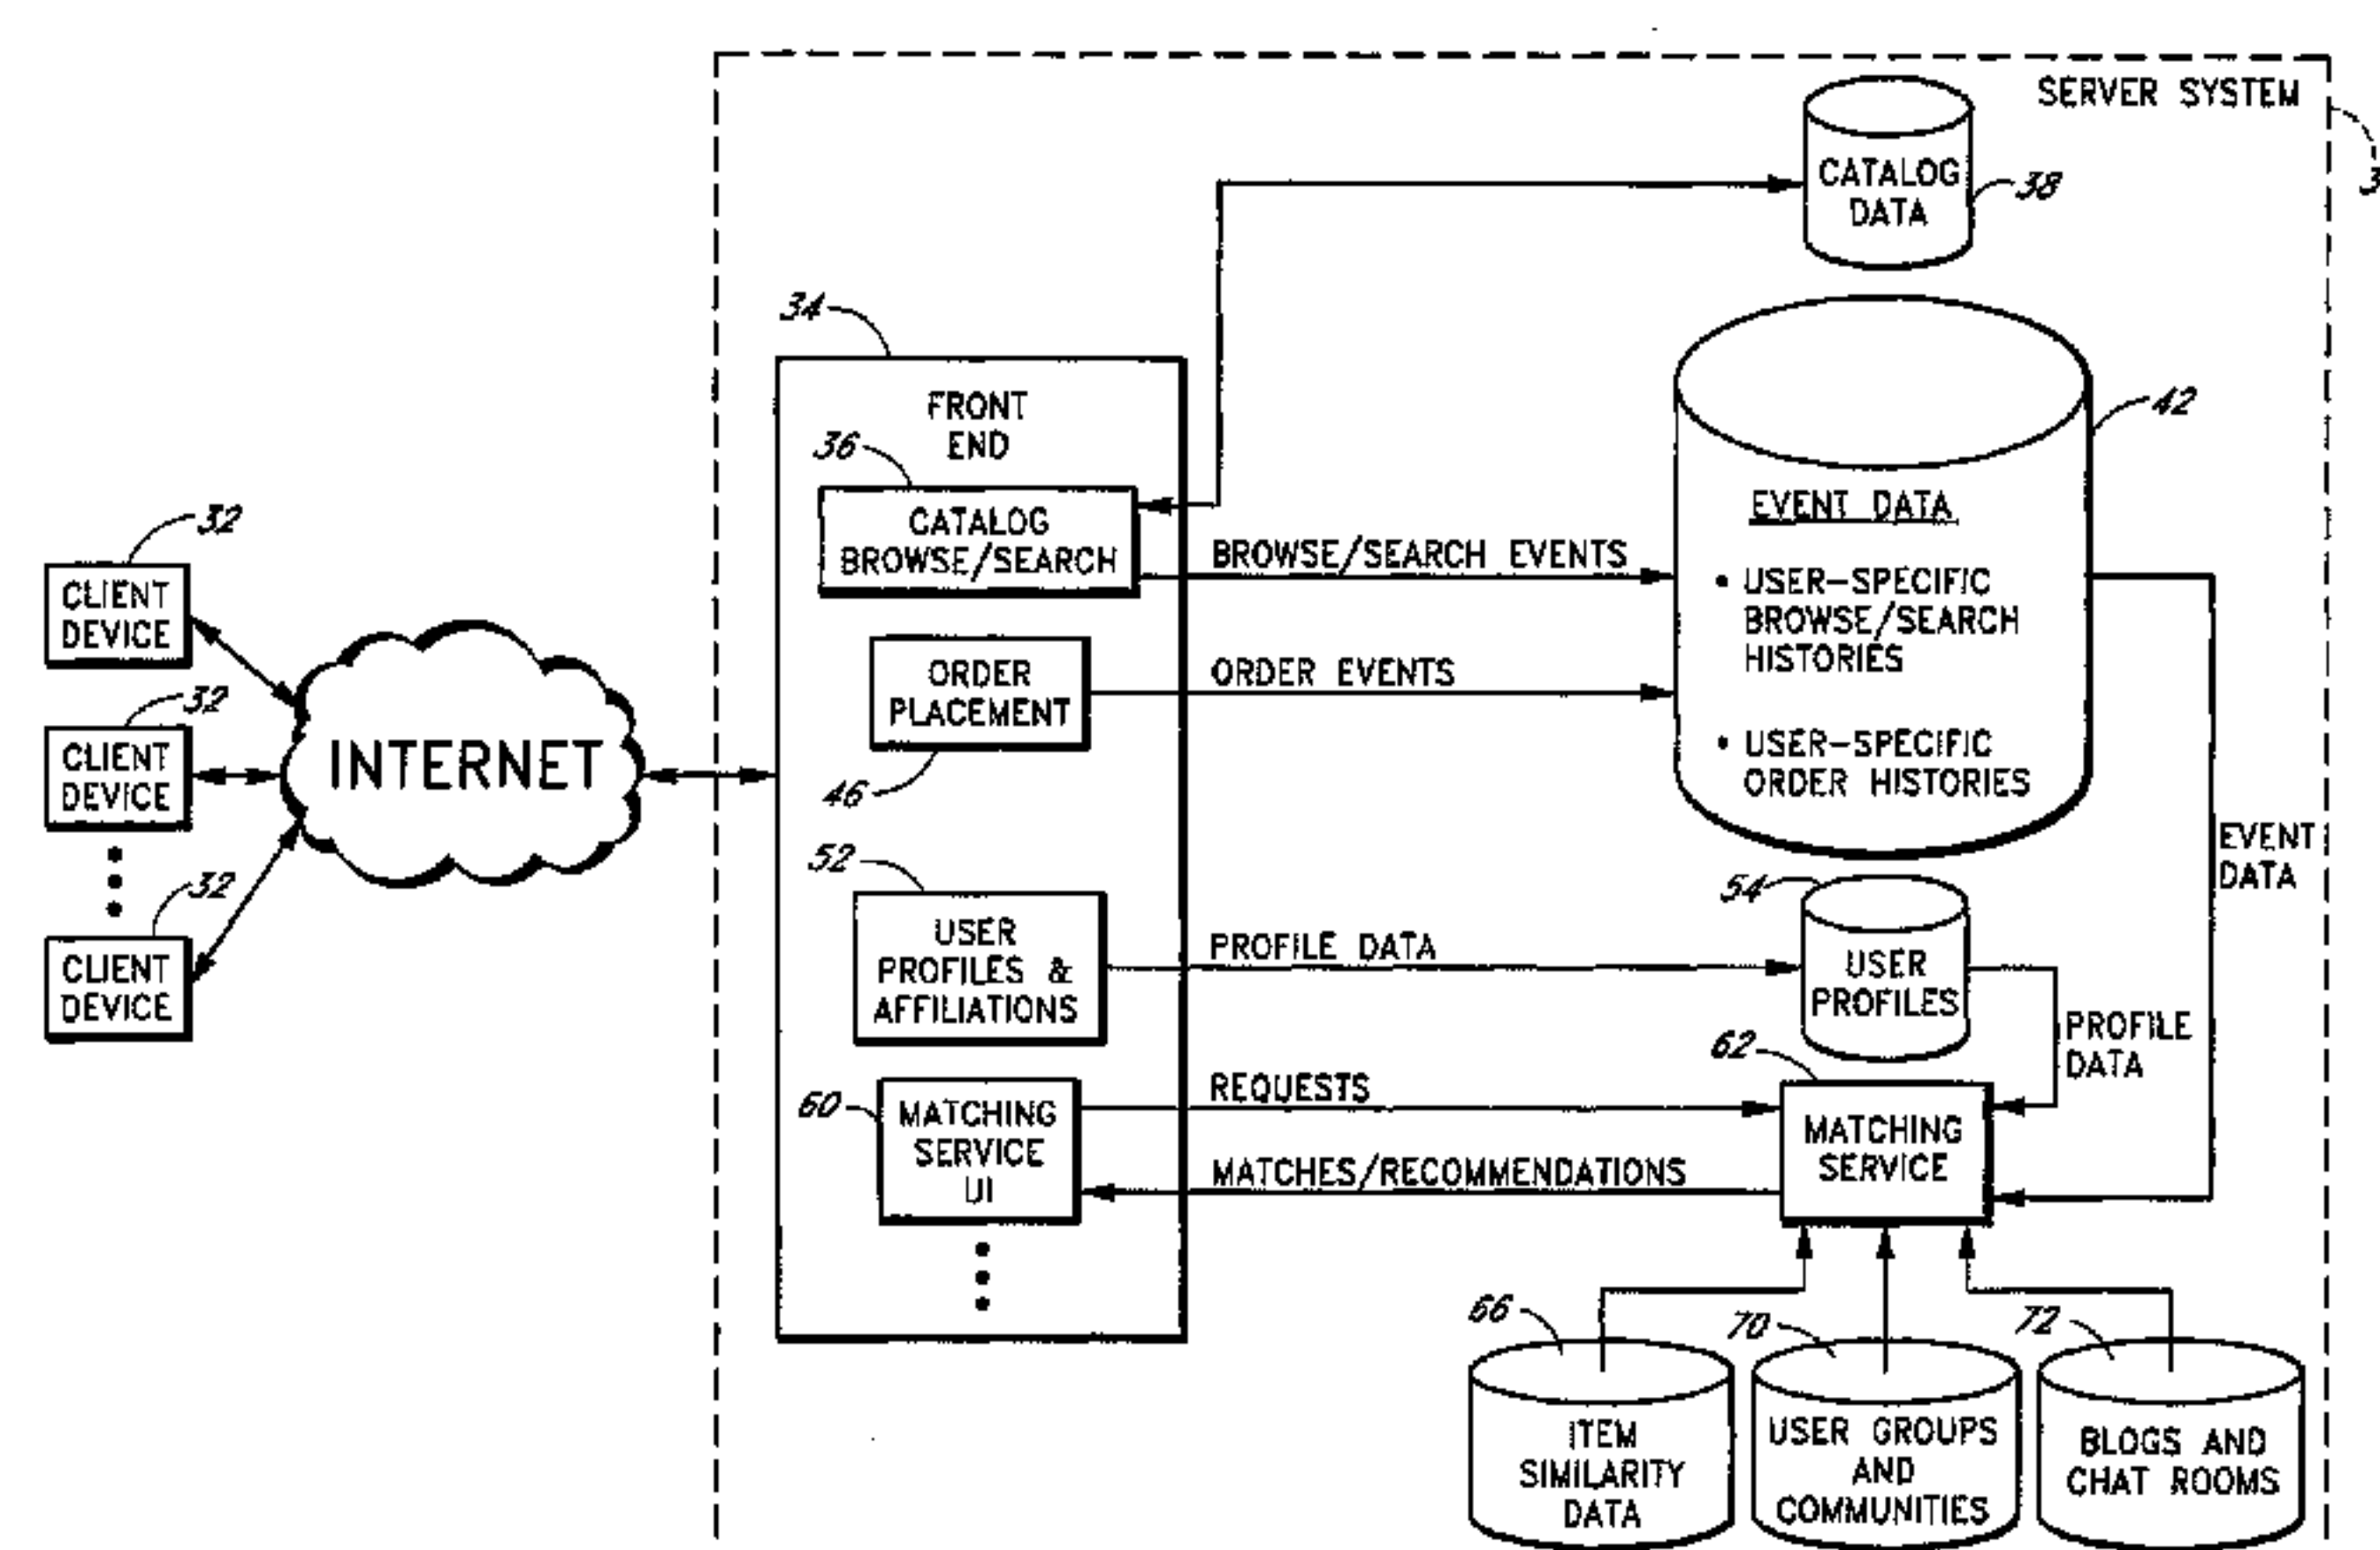 SERVER SYSTEM
CATALOG
DATA
38
34
FRONT
END
36
CATALOG
BROWSE/SEARCH
BROWSE/SEARCH EVENTS
42
EVENT DATA
• USER-SPECIFIC
BROWSE/SEARCH
HISTORIES
• USER-SPECIFIC
ORDER HISTORIES
32
CLIENT
DEVICE
32
CLIENT
DEVICE
32
CLIENT
DEVICE
INTERNET
ORDER
PLACEMENT
46
ORDER EVENTS
EVENT
DATA
52
USER
PROFILES &
AFFILIATIONS
PROFILE DATA
54
USER
PROFILES
PROFILE
DATA
60
MATCHING
SERVICE
UI
REQUESTS
MATCHES/RECOMMENDATIONS
62
MATCHING
SERVICE
66
ITEM
SIMILARITY
DATA
70
USER GROUPS
AND
COMMUNITIES
72
BLOGS AND
CHAT ROOMS